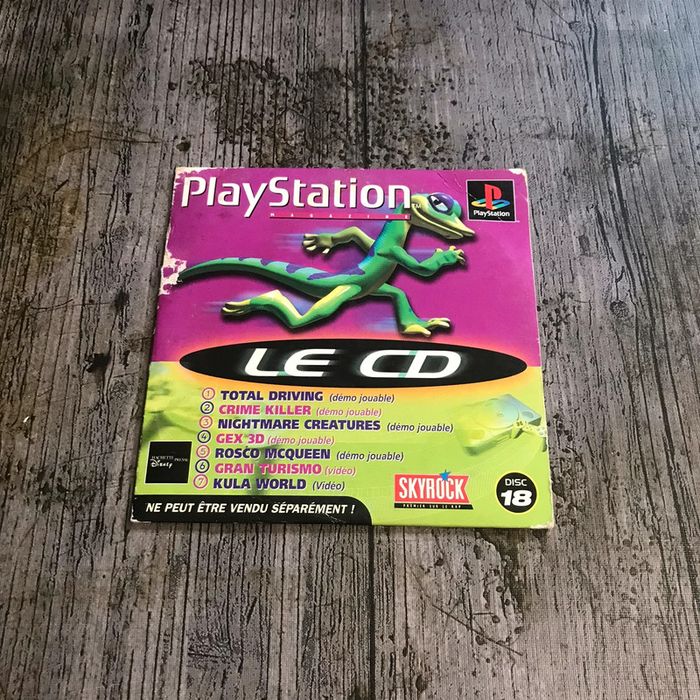 PlayStation™
MAGAZINE
PlayStation
LE CD
1 TOTAL DRIVING (démo jouable)
2 CRIME KILLER (démo jouable)
3 NIGHTMARE CREATURES (démo jouable)
4 GEX 3D (démo jouable)
5 ROSCO MCQUEEN (démo jouable)
6 GRAN TURISMO (vidéo)
7 KULA WORLD (Vidéo)
HACHETTE PRESSE
Disney
SKYROCK
PREMIER SUR LE RAP
DISC
18
NE PEUT ÊTRE VENDU SÉPARÉMENT !